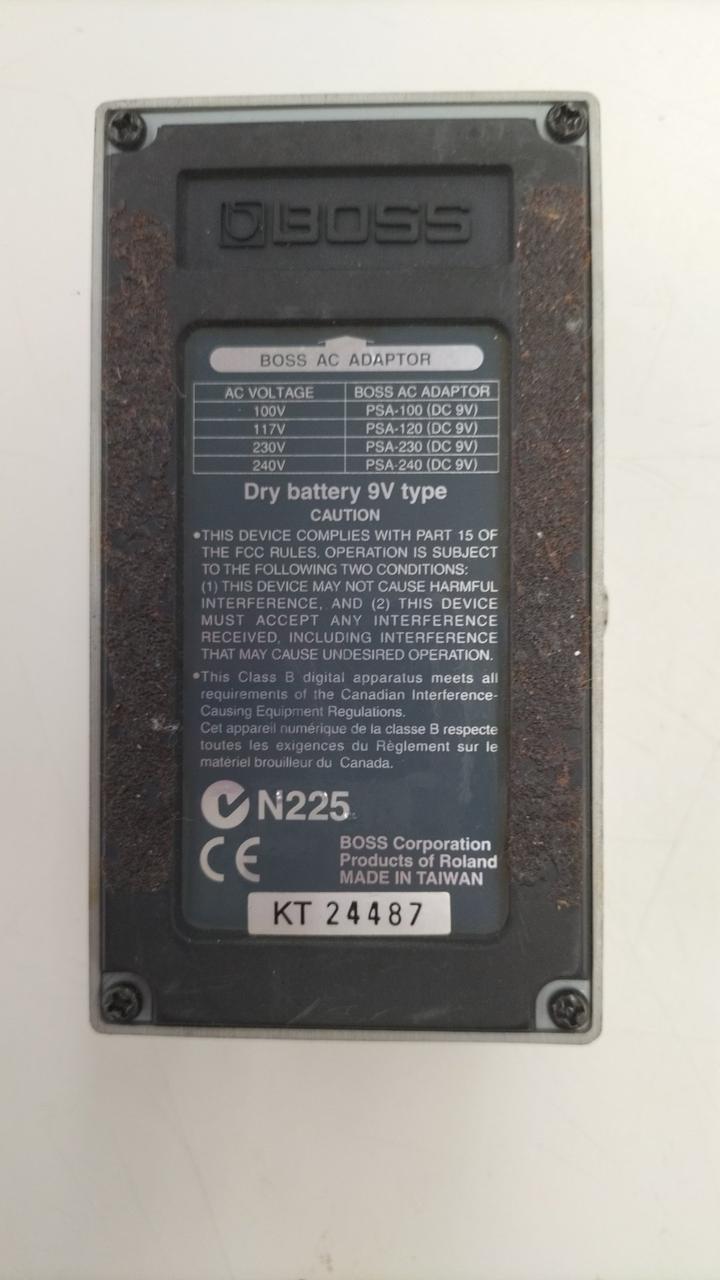 BOSS
BOSS AC ADAPTOR
AC VOLTAGE BOSS AC ADAPTOR
100V PSA-100 (DC 9V)
117V PSA-120 (DC 9V)
230V PSA-230 (DC 9V)
240V PSA-240 (DC 9V)
Dry battery 9V type
CAUTION
•THIS DEVICE COMPLIES WITH PART 15 OF
THE FCC RULES. OPERATION IS SUBJECT
TO THE FOLLOWING TWO CONDITIONS:
(1) THIS DEVICE MAY NOT CAUSE HARMFUL
INTERFERENCE, AND (2) THIS DEVICE
MUST ACCEPT ANY INTERFERENCE
RECEIVED, INCLUDING INTERFERENCE
THAT MAY CAUSE UNDESIRED OPERATION.
•This Class B digital apparatus meets all
requirements of the Canadian Interference-
Causing Equipment Regulations.
Cet appareil numérique de la classe B respecte
toutes les exigences du Règlement sur le
matériel brouilleur du Canada.
N225
CE
BOSS Corporation
Products of Roland
MADE IN TAIWAN
KT 24487